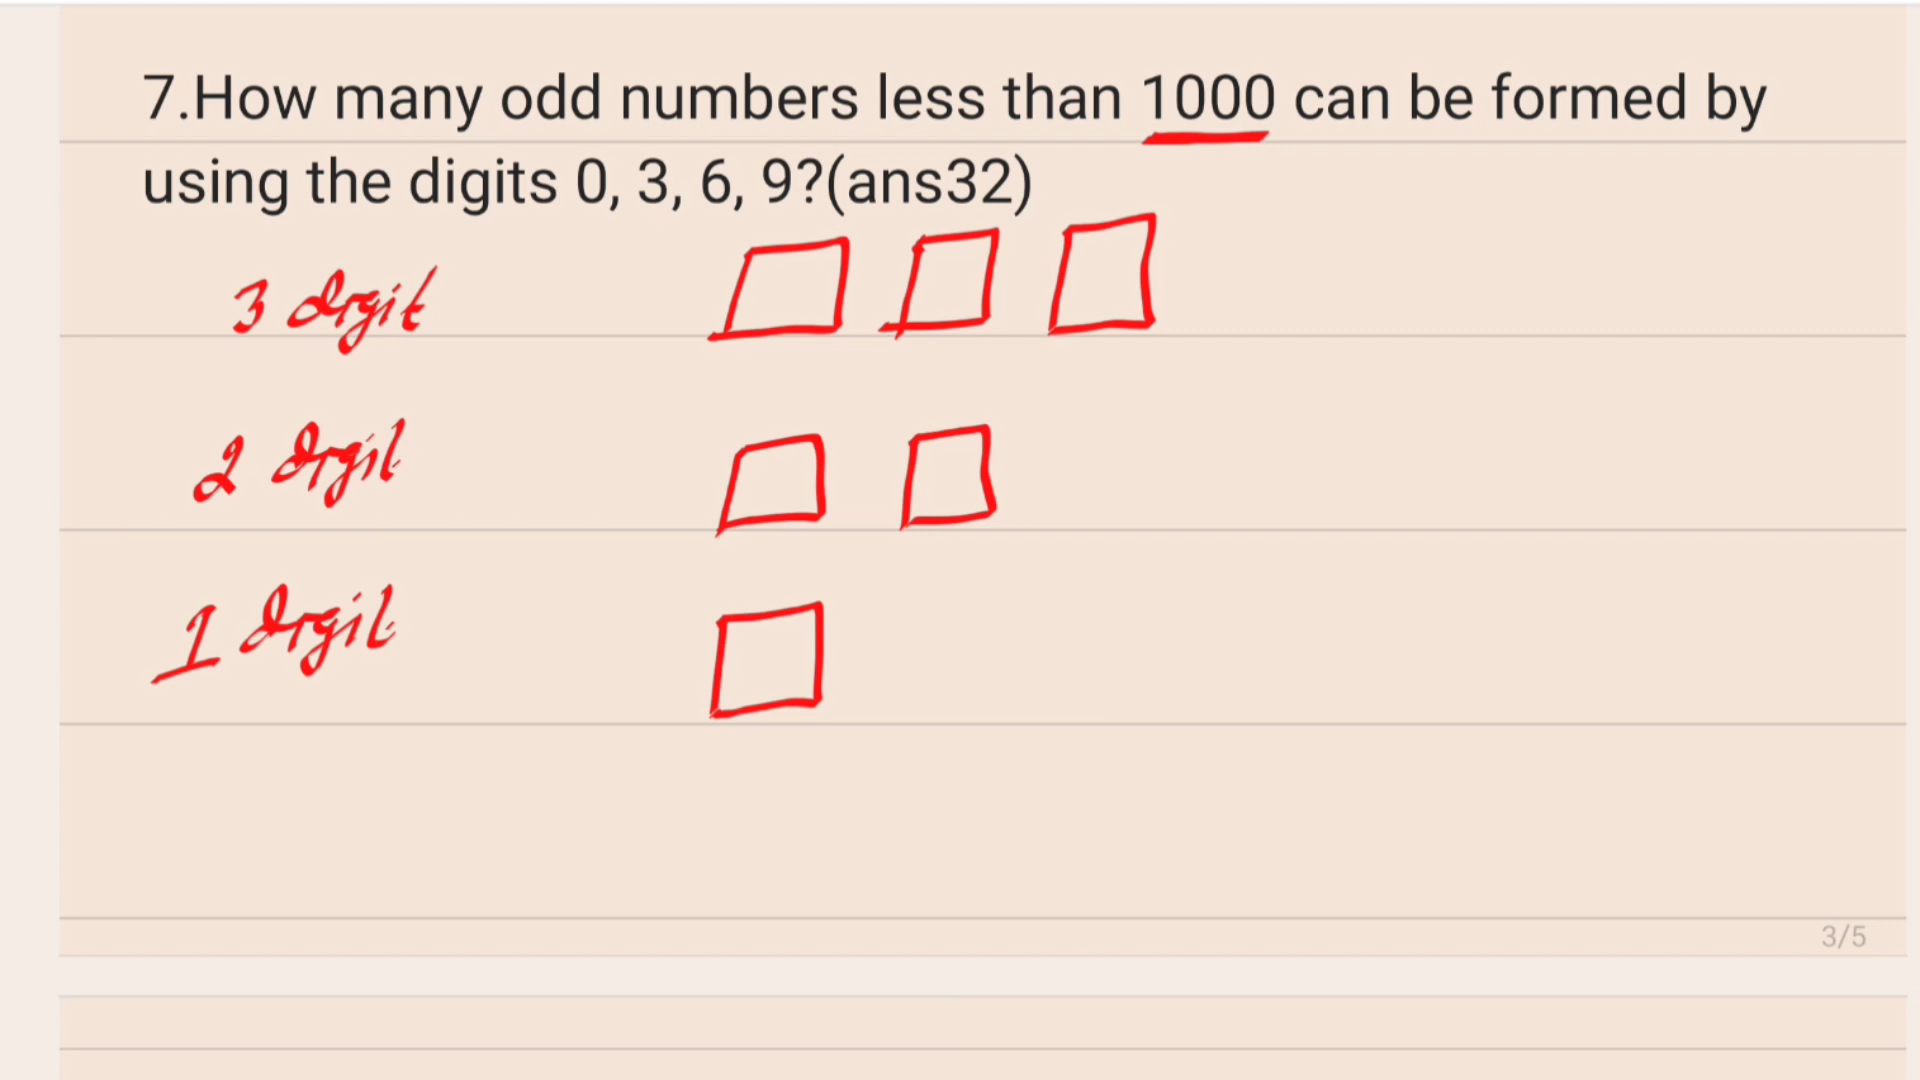 7.How many odd numbers less than 1000 can be formed by
using the digits 0, 3, 6, 9?(ans32)
3 digit
2 digit
1 digit
3/5